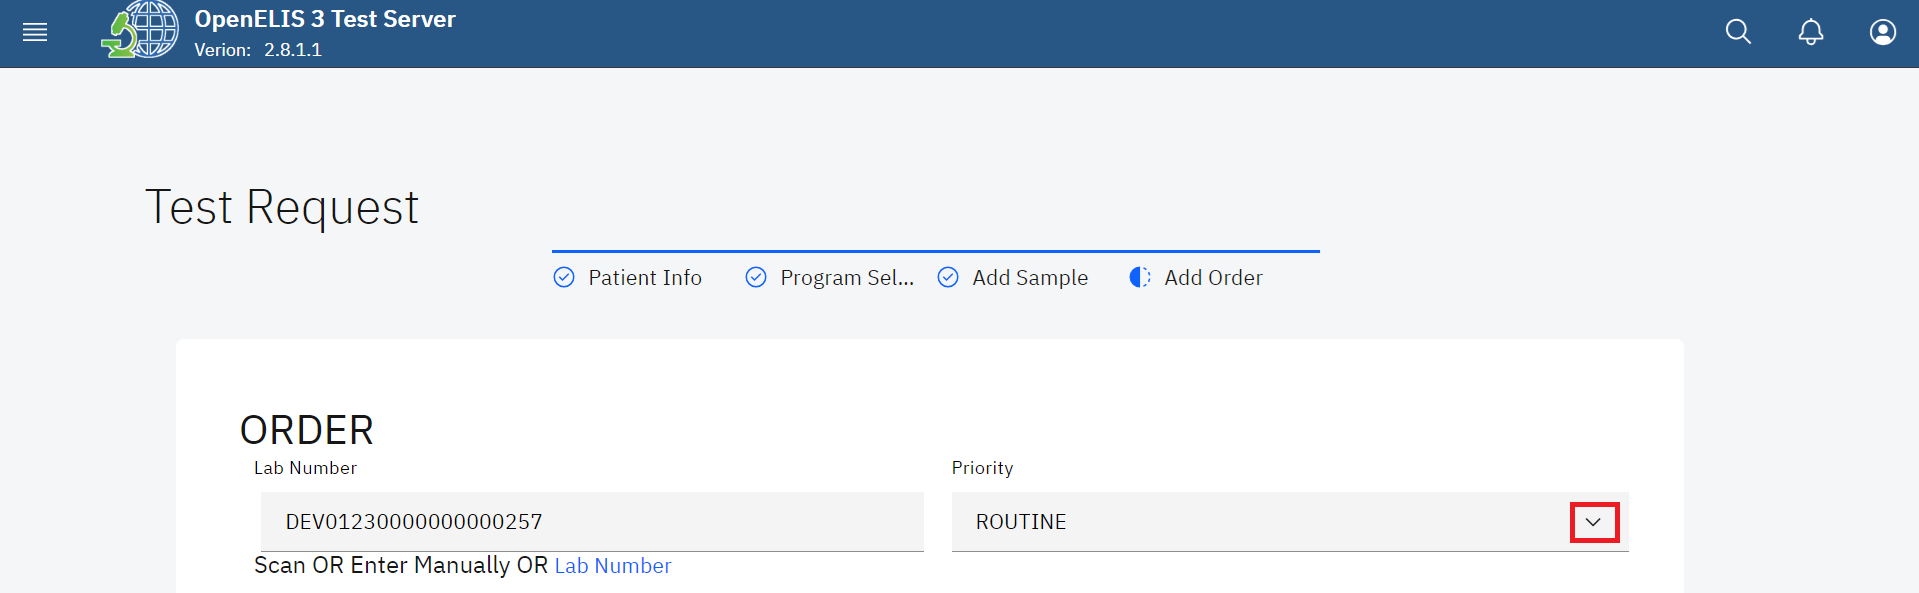 OpenELIS 3 Test Server
Verion: 2.8.1.1
Test Request
Patient Info
Program Sel...
Add Sample
Add Order
ORDER
Lab Number
Priority
DEV01230000000000257
ROUTINE
Scan OR Enter Manually OR Lab Number